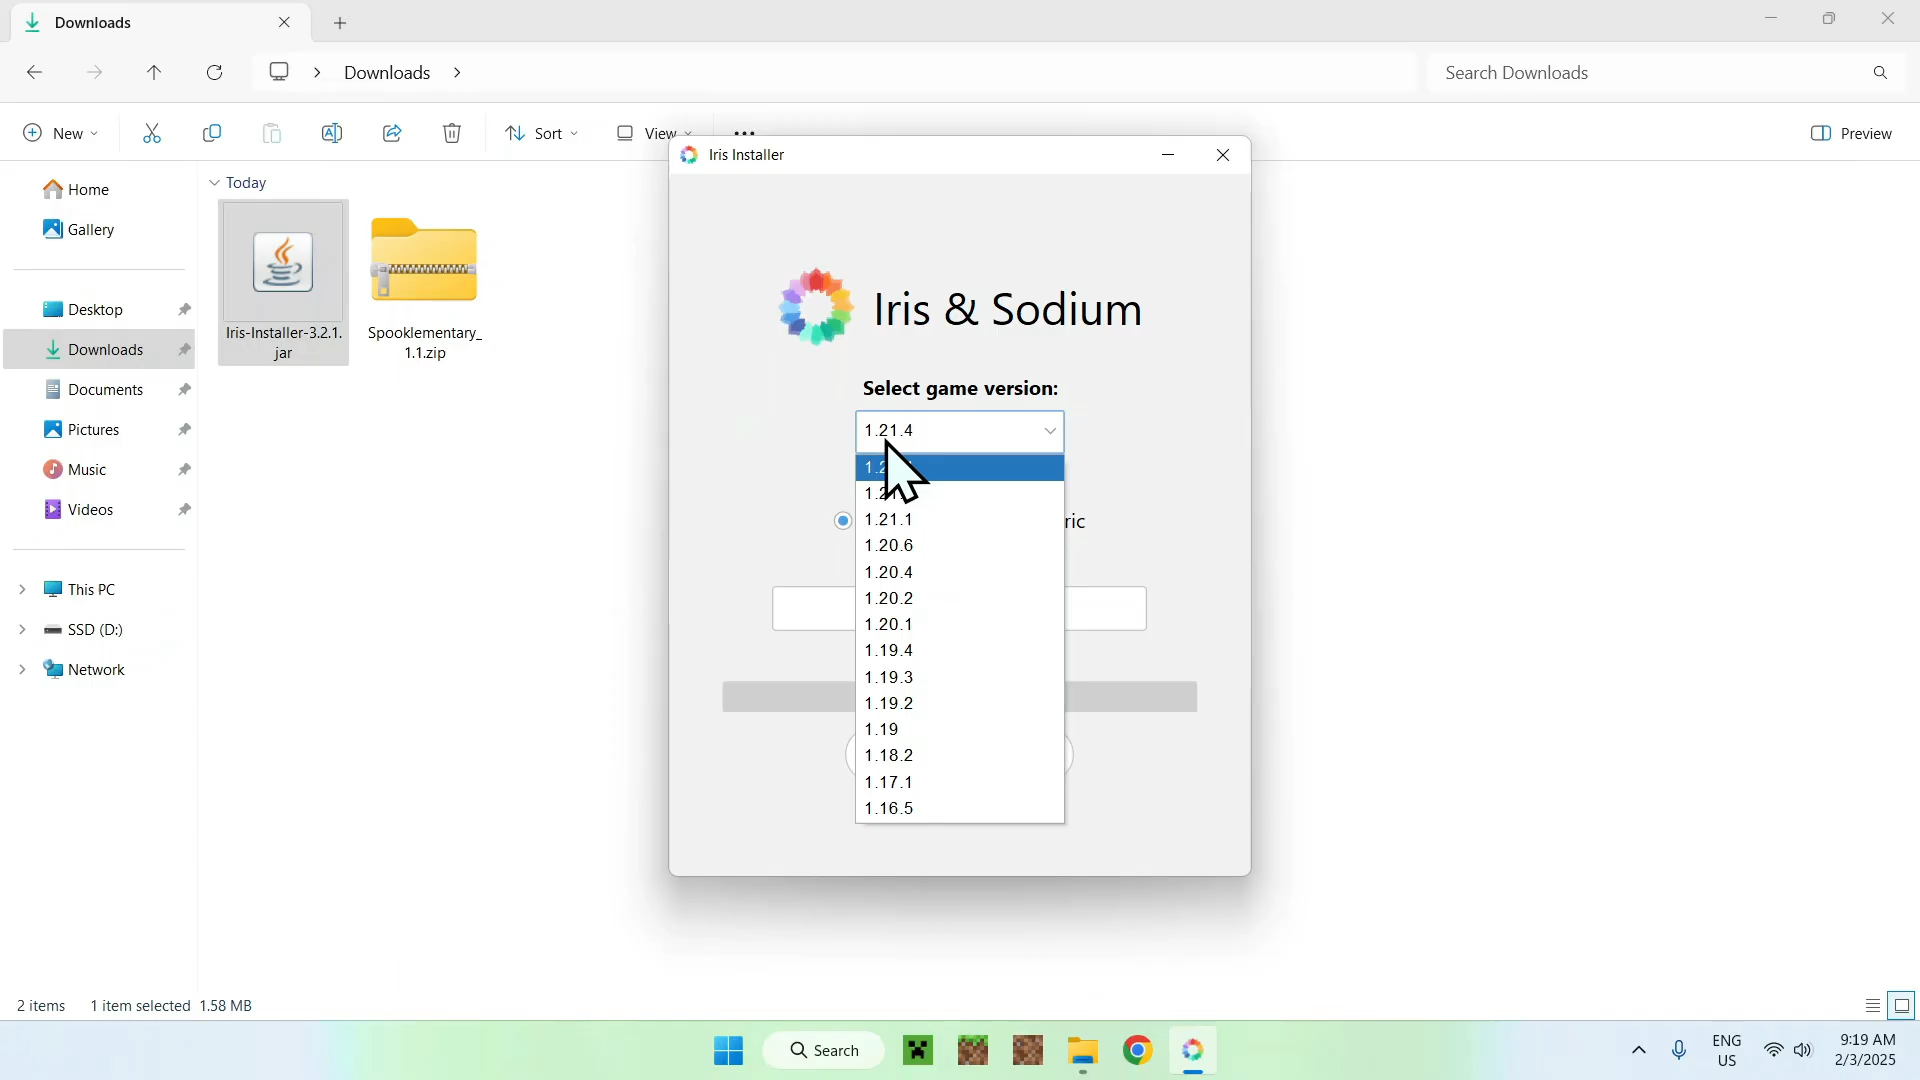 Downloads
Downloads
Search Downloads
New
Sort
View
Preview
Iris Installer
Home
Gallery
Desktop
Downloads
Documents
Pictures
Music
Videos
This PC
SSD (D:)
Network
Today
Iris-Installer-3.2.1.
jar
Spooklementary_
1.1.zip
Iris & Sodium
Select game version:
1.21.4
1.21.1
1.20.6
1.20.4
1.20.2
1.20.1
1.19.4
1.19.3
1.19.2
1.19
1.18.2
1.17.1
1.16.5
2 items
1 item selected 1.58 MB
Search
ENG
US
9:19 AM
2/3/2025